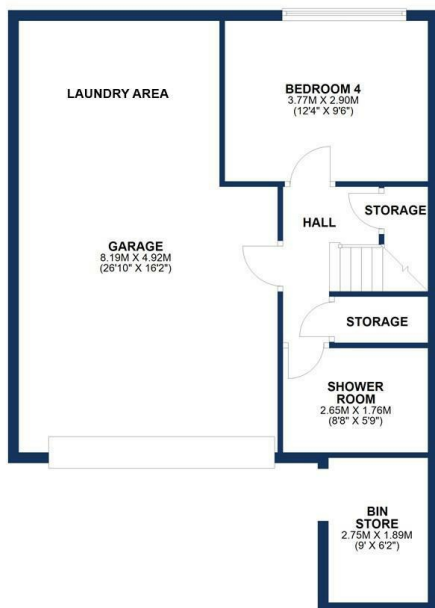 LAUNDRY AREA
BEDROOM 4
3.77M X 2.90M
(12'4" X 9'6")
HALL
STORAGE
GARAGE
8.19M X 4.92M
(26'10" X 16'2")
STORAGE
SHOWER
ROOM
2.65M X 1.76M
(8'8" X 5'9")
BIN
STORE
2.75M X 1.89M
(9' X 6'2")